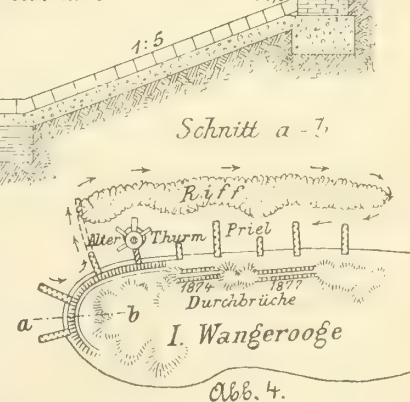 1:5
Schnitt a-b
Riff
Alter Thurm Priel
1874 1877
Durchbrüche
a b
I. Wangerooge
Abb. 4.